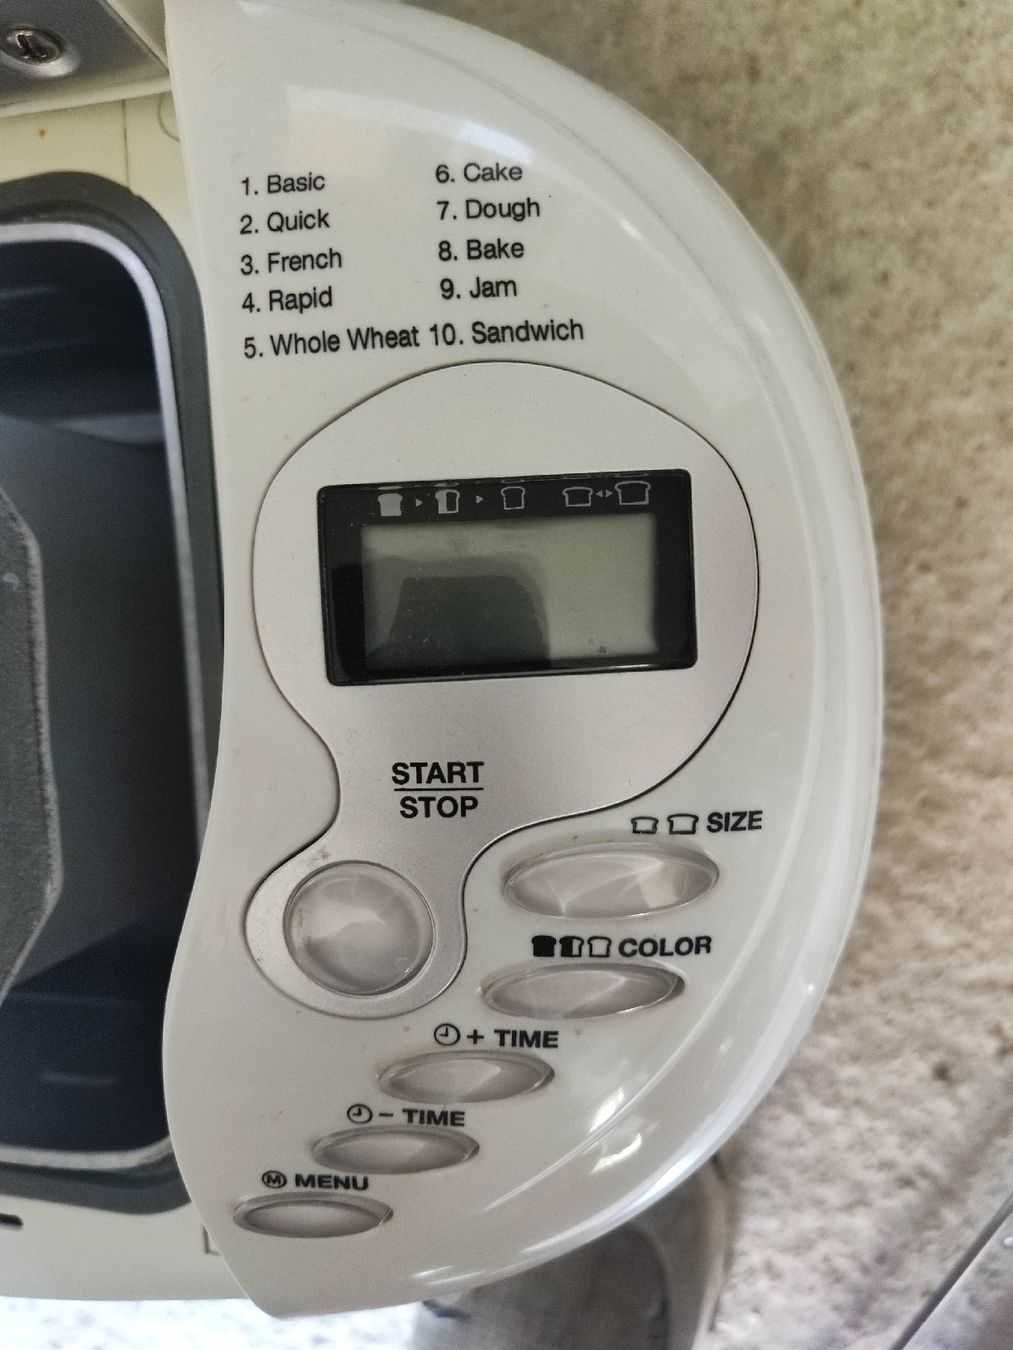 1. Basic
2. Quick
3. French
4. Rapid
5. Whole Wheat
6. Cake
7. Dough
8. Bake
9. Jam
10. Sandwich
START
STOP
SIZE
COLOR
+ TIME
- TIME
M MENU